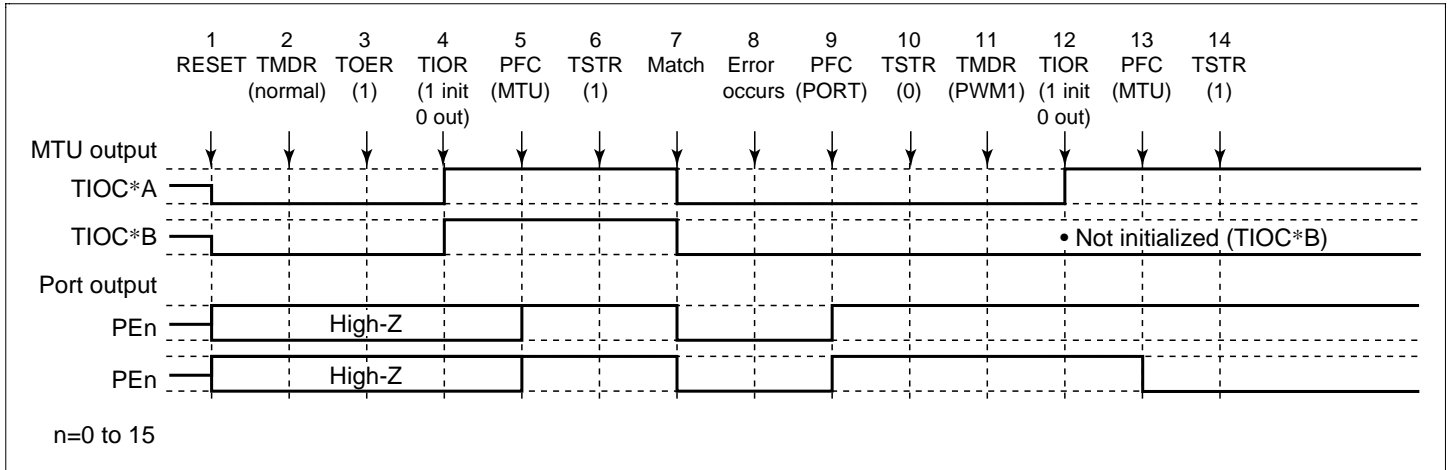 1 2 3 4 5 6 7 8 9 10 11 12 13 14
RESET TMDR TOER TIOR PFC TSTR Match Error PFC TSTR TMDR TIOR PFC TSTR
(normal) (1) (1 init (MTU) (1) occurs (PORT) (0) (PWM1) (1 init (MTU) (1)
0 out) 0 out)
MTU output
TIOC*A
TIOC*B • Not initialized (TIOC*B)
Port output
PEn High-Z
PEn High-Z
n=0 to 15